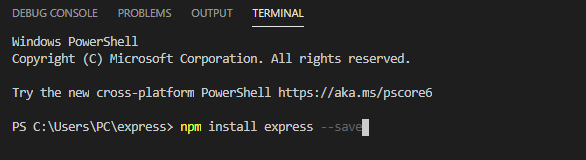 DEBUG CONSOLE PROBLEMS OUTPUT TERMINAL
Windows PowerShell
Copyright (C) Microsoft Corporation. All rights reserved.
Try the new cross-platform PowerShell https://aka.ms/pscore6
PS C:\Users\PC\express> npm install express --save